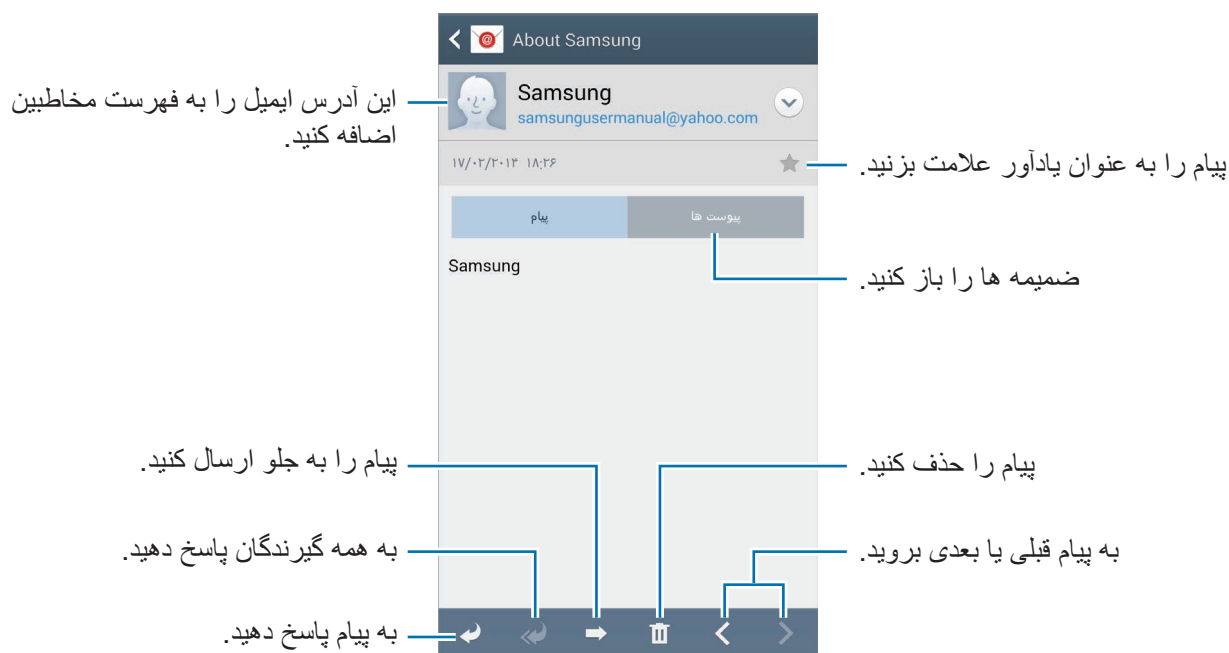 About Samsung
Samsung
samsungusermanual@yahoo.com
این آدرس ایمیل را به فهرست مخاطبین
اضافه کنید.
۱۷/۰۲/۲۰۱۴ ۱۸:۲۶
پیام را به عنوان یادآور علامت بزنید.
پیام
پیوست ها
Samsung
ضمیمه ها را باز کنید.
پیام را به جلو ارسال کنید.
پیام را حذف کنید.
به همه گیرندگان پاسخ دهید.
به پیام قبلی یا بعدی بروید.
به پیام پاسخ دهید.